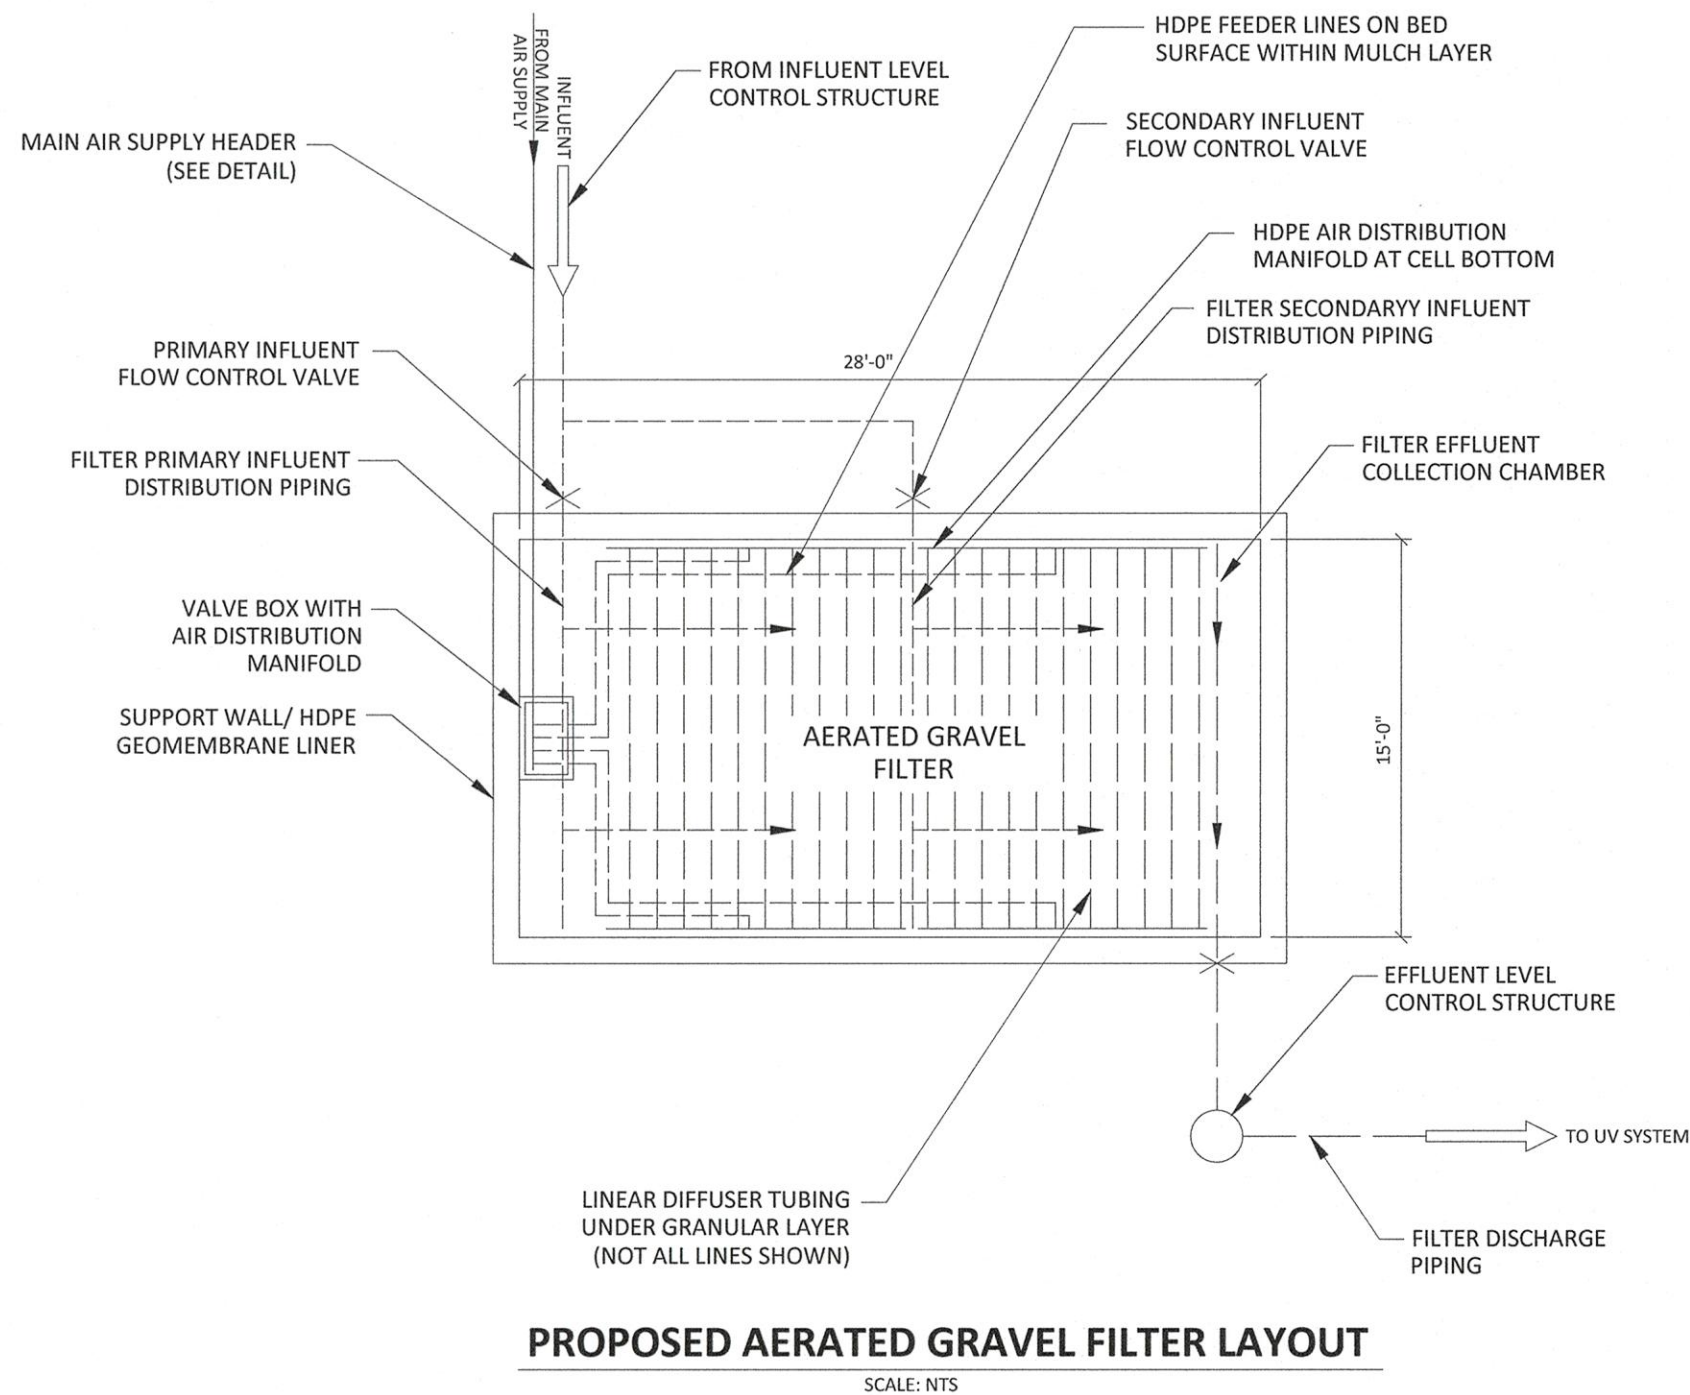 FROM MAIN
AIR SUPPLY
INFLUENT
FROM INFLUENT LEVEL
CONTROL STRUCTURE
HDPE FEEDER LINES ON BED
SURFACE WITHIN MULCH LAYER
MAIN AIR SUPPLY HEADER
(SEE DETAIL)
SECONDARY INFLUENT
FLOW CONTROL VALVE
HDPE AIR DISTRIBUTION
MANIFOLD AT CELL BOTTOM
FILTER SECONDARYY INFLUENT
DISTRIBUTION PIPING
PRIMARY INFLUENT
FLOW CONTROL VALVE
28'-0"
FILTER PRIMARY INFLUENT
DISTRIBUTION PIPING
FILTER EFFLUENT
COLLECTION CHAMBER
VALVE BOX WITH
AIR DISTRIBUTION
MANIFOLD
SUPPORT WALL/ HDPE
GEOMEMBRANE LINER
AERATED GRAVEL
FILTER
15'-0"
EFFLUENT LEVEL
CONTROL STRUCTURE
TO UV SYSTEM
LINEAR DIFFUSER TUBING
UNDER GRANULAR LAYER
(NOT ALL LINES SHOWN)
FILTER DISCHARGE
PIPING
PROPOSED AERATED GRAVEL FILTER LAYOUT
SCALE: NTS